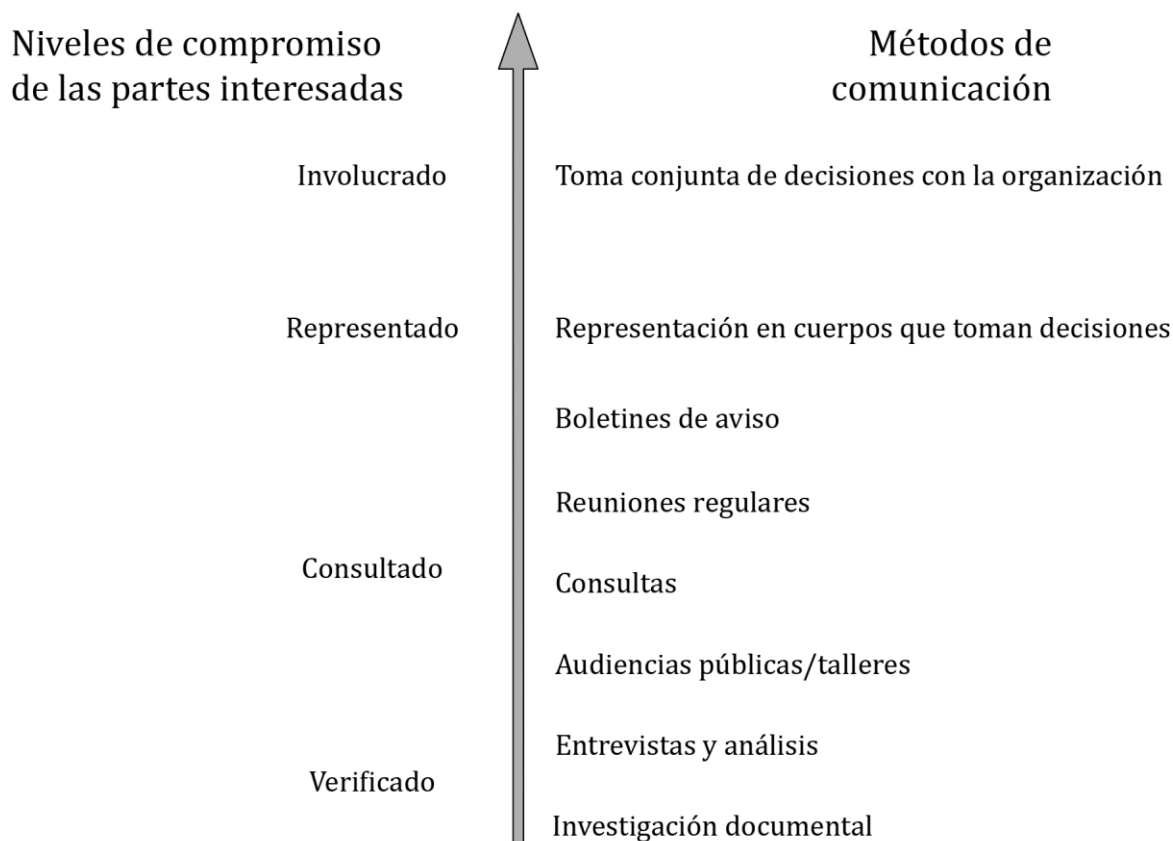 Niveles de compromiso
de las partes interesadas
Métodos de
comunicación
Involucrado
Toma conjunta de decisiones con la organización
Representado
Representación en cuerpos que toman decisiones
Boletines de aviso
Reuniones regulares
Consultado
Consultas
Audiencias públicas/talleres
Entrevistas y análisis
Verificado
Investigación documental